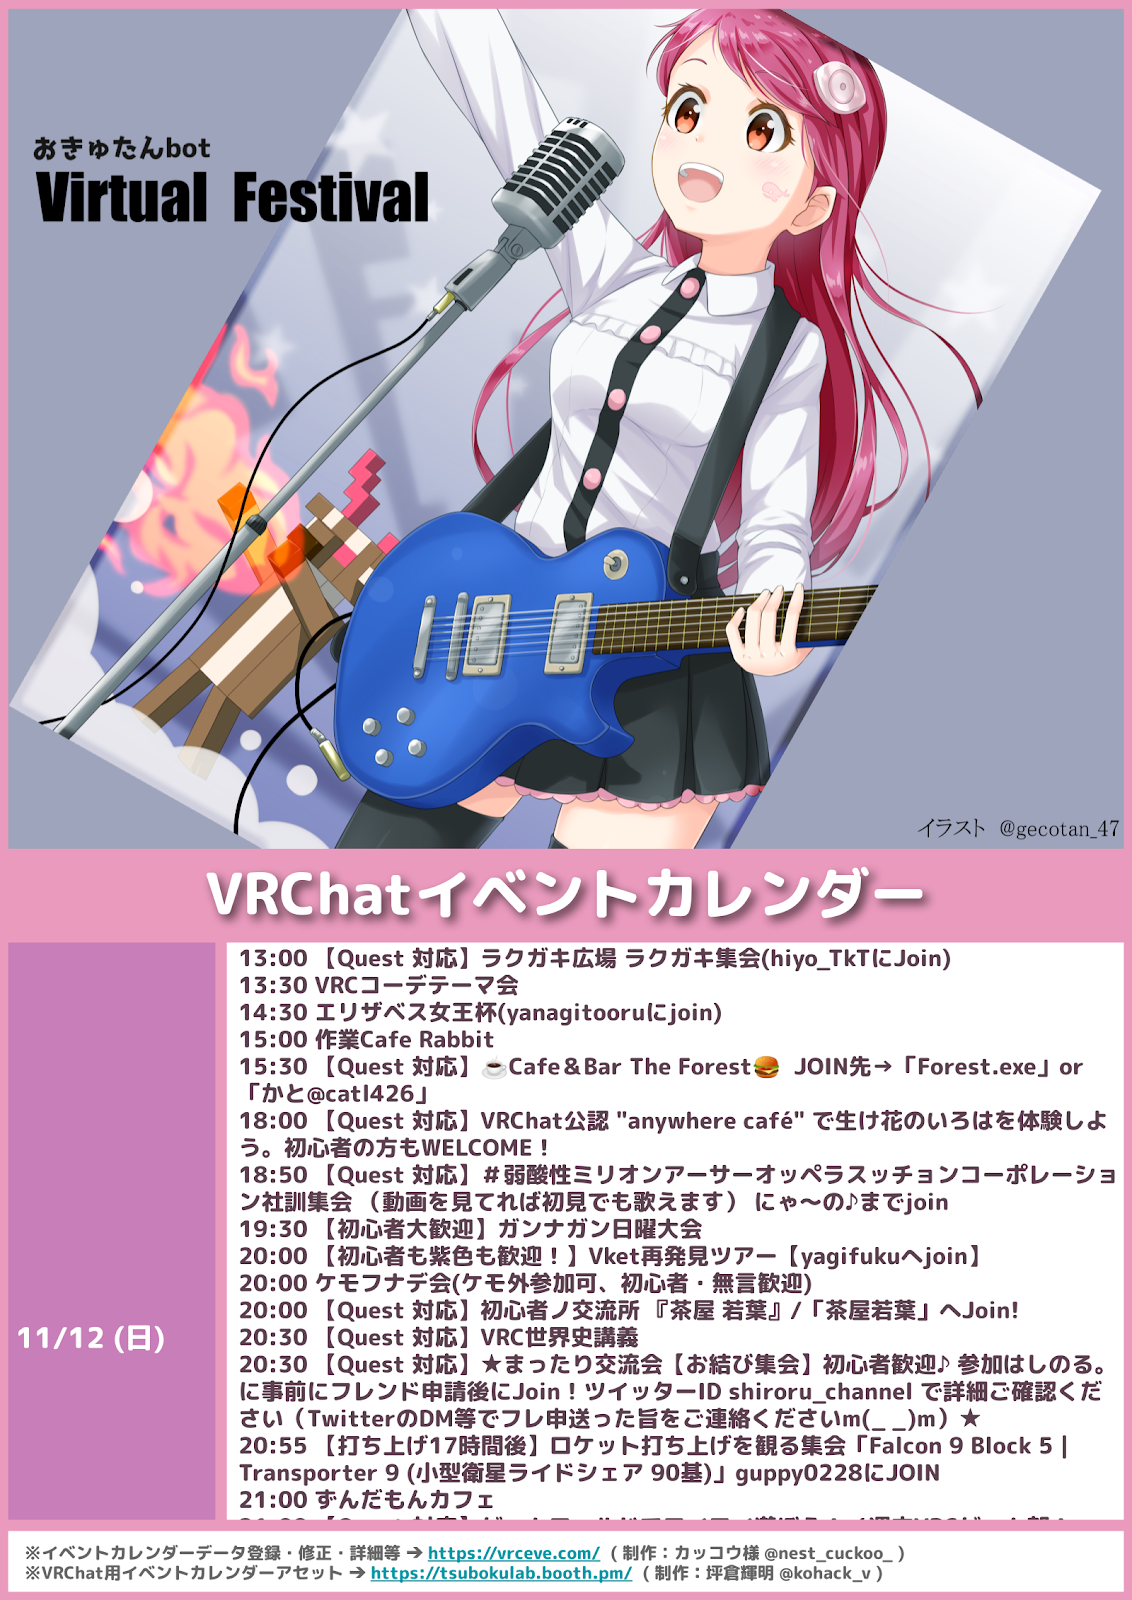 おきゅたんbot
Virtual Festival
イラスト @gecotan_47
VRChatイベントカレンダー
11/12 (日)
13:00 【Quest 対応】ラクガキ広場 ラクガキ集会(hiyo_TkTにJoin)
13:30 VRCコーデテーマ会
14:30 エリザベス女王杯(yanagitooruにjoin)
15:00 作業Cafe Rabbit
15:30 【Quest 対応】☕Cafe＆Bar The Forest🍔 JOIN先→「Forest.exe」or
「かと@catl426」
18:00 【Quest 対応】VRChat公認 "anywhere café" で生け花のいろはを体験しよ
う。初心者の方もWELCOME！
18:50 【Quest 対応】＃弱酸性ミリオンアーサーオッペラスッチョンコーポレーショ
ン社訓集会 （動画を見てれば初見でも歌えます） にゃ〜の♪までjoin
19:30 【初心者大歓迎】ガンナガン日曜大会
20:00 【初心者も紫色も歓迎！】Vket再発見ツアー【yagifukuへjoin】
20:00 ケモフナデ会(ケモ外参加可、初心者・無言歓迎)
20:00 【Quest 対応】初心者ノ交流所 『茶屋 若葉』/「茶屋若葉」へJoin!
20:30 【Quest 対応】VRC世界史講義
20:30 【Quest 対応】★まったり交流会【お結び集会】初心者歓迎♪ 参加はしのる。
に事前にフレンド申請後にJoin！ツイッターID shiroru_channel で詳細ご確認くだ
さい（TwitterのDM等でフレ申送った旨をご連絡くださいm(_ _)m）★
20:55 【打ち上げ17時間後】ロケット打ち上げを観る集会「Falcon 9 Block 5 |
Transporter 9 (小型衛星ライドシェア 90基)」guppy0228にJOIN
21:00 ずんだもんカフェ
※イベントカレンダーデータ登録・修正・詳細等 ➔ https://vrceve.com/ ( 制作：カッコウ様 @nest_cuckoo_ )
※VRChat用イベントカレンダーアセット ➔ https://tsubokulab.booth.pm/ ( 制作：坪倉輝明 @kohack_v )